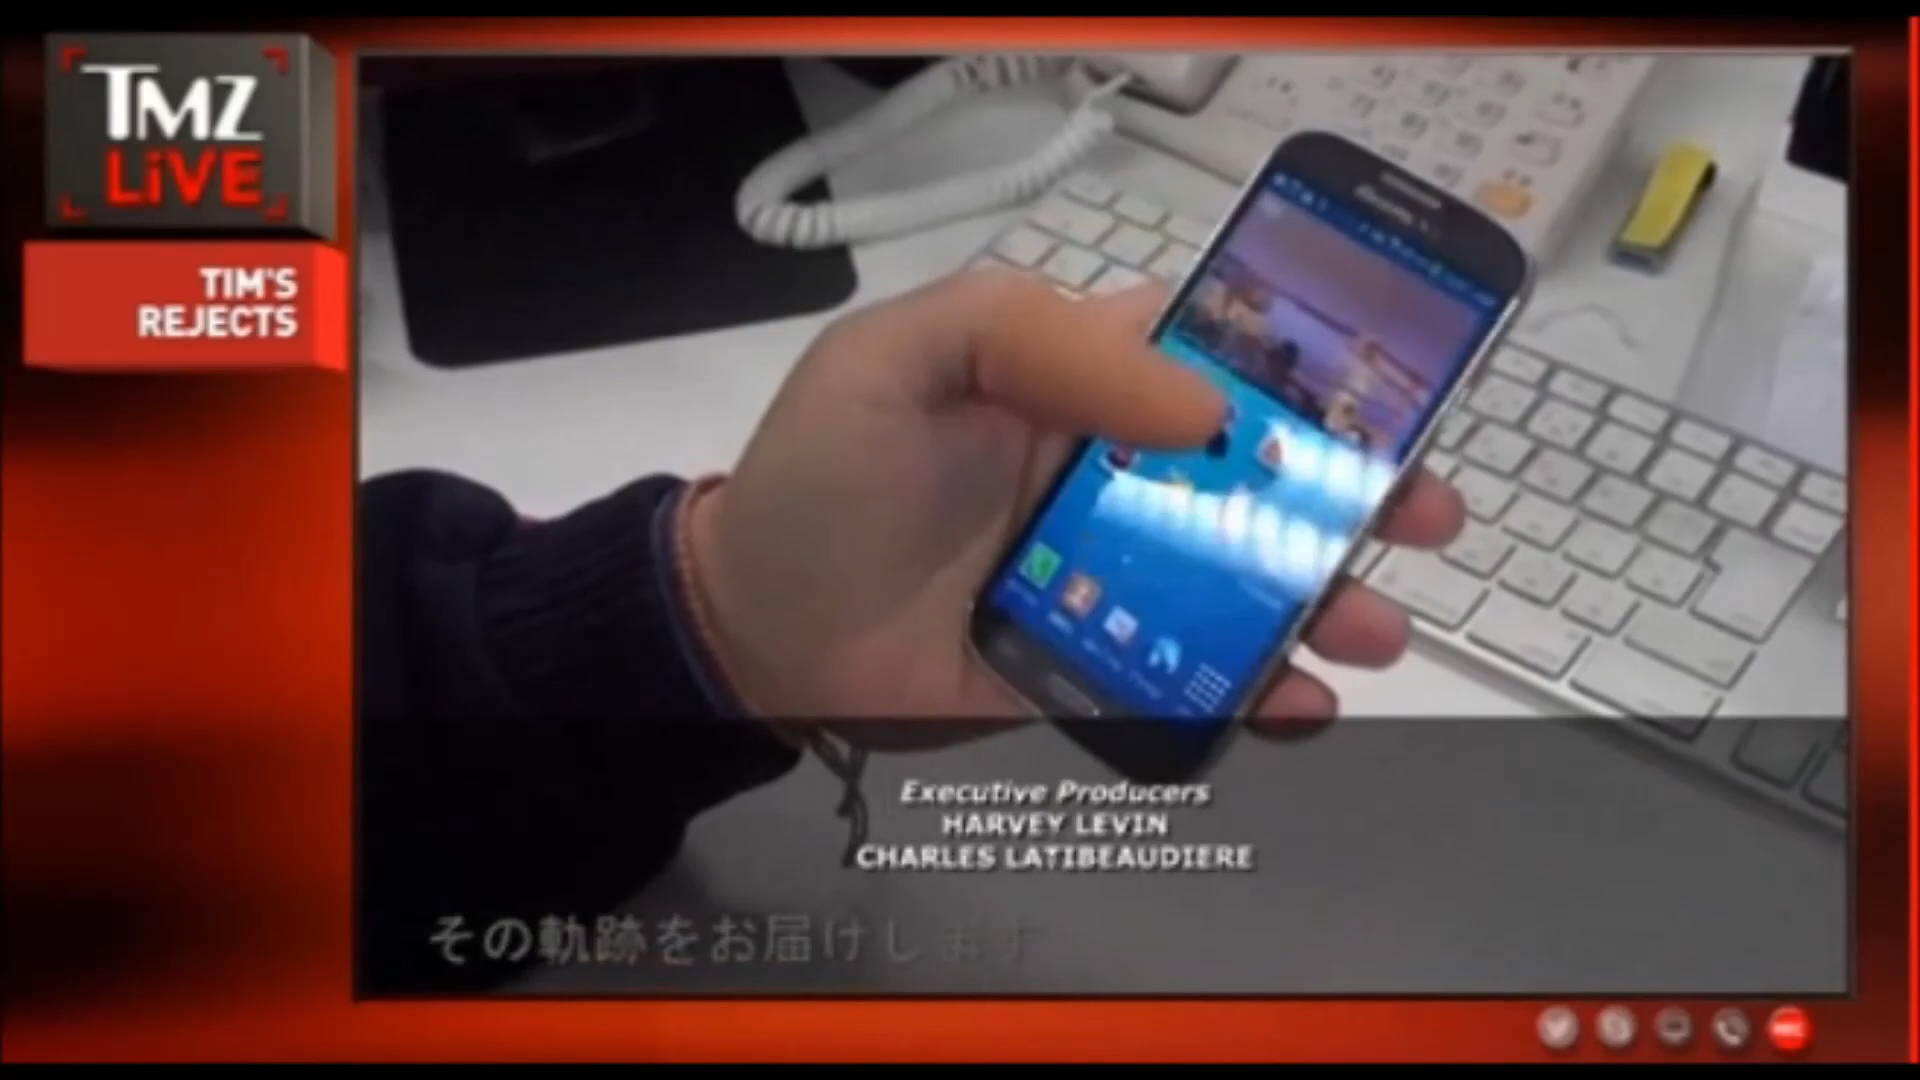 TMZ
LiVE
TIM'S
REJECTS
Executive Producers
HARVEY LEVIN
CHARLES LATIBEAUDIERE
その軌跡をお届けします